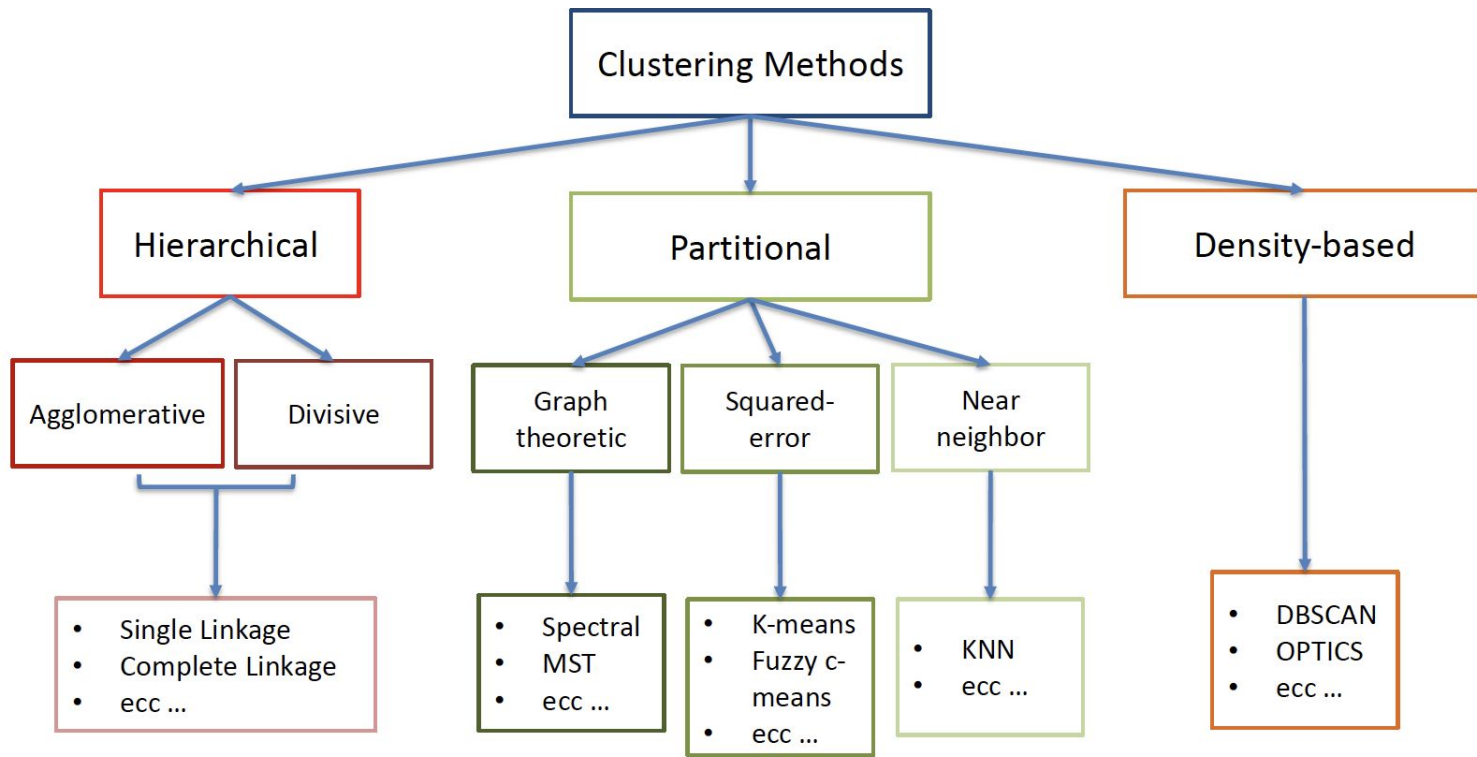 Clustering Methods
Hierarchical
Partitional
Density-based
Agglomerative
Divisive
Graph
theoretic
Squared-
error
Near
neighbor
• Single Linkage
• Complete Linkage
• ecc ...
• Spectral
• MST
• ecc ...
• K-means
• Fuzzy c-
means
• ecc ...
• KNN
• ecc ...
• DBSCAN
• OPTICS
• ecc ...